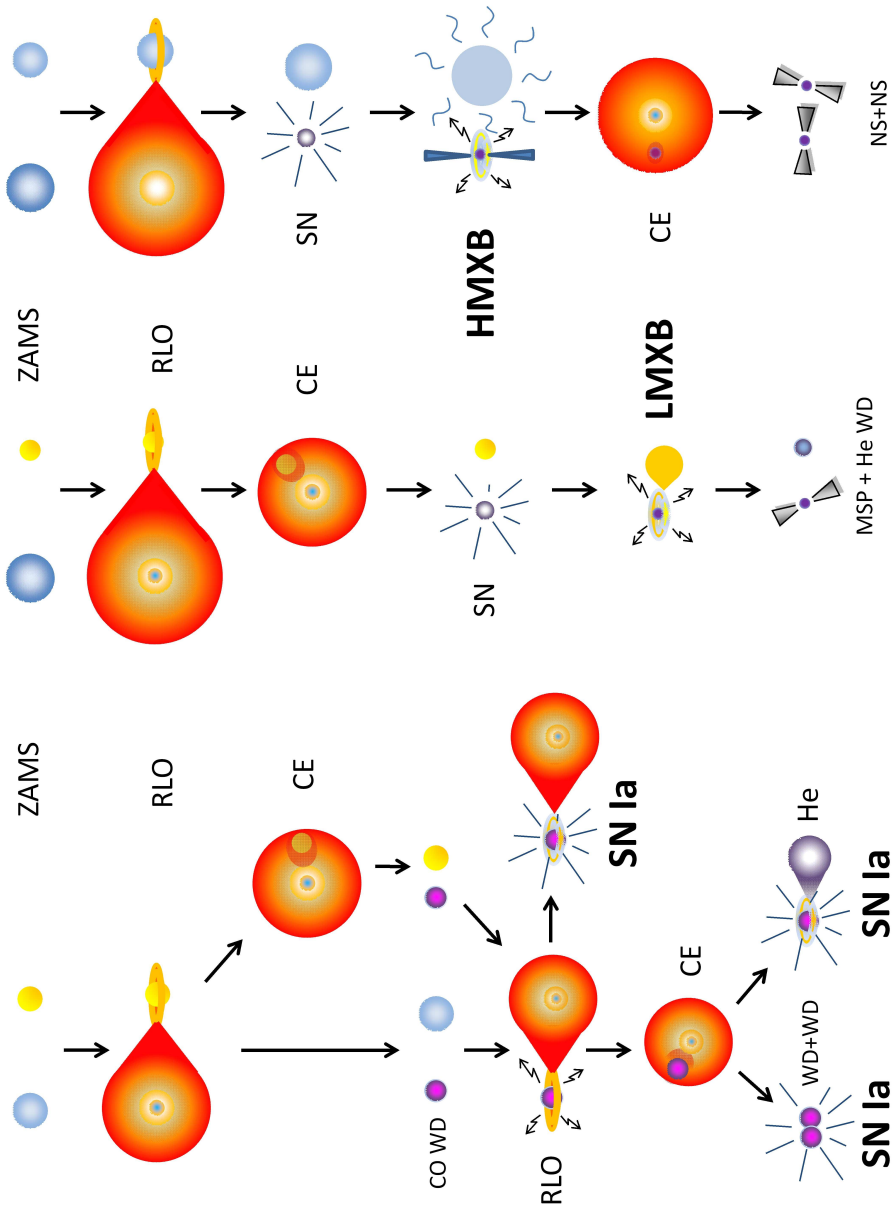 ZAMS
RLO
CE
CO WD
RLO
SN Ia
CE
WD+WD
He
SN Ia
SN Ia
ZAMS
RLO
CE
SN
LMXB
MSP + He WD
SN
HMXB
CE
NS+NS